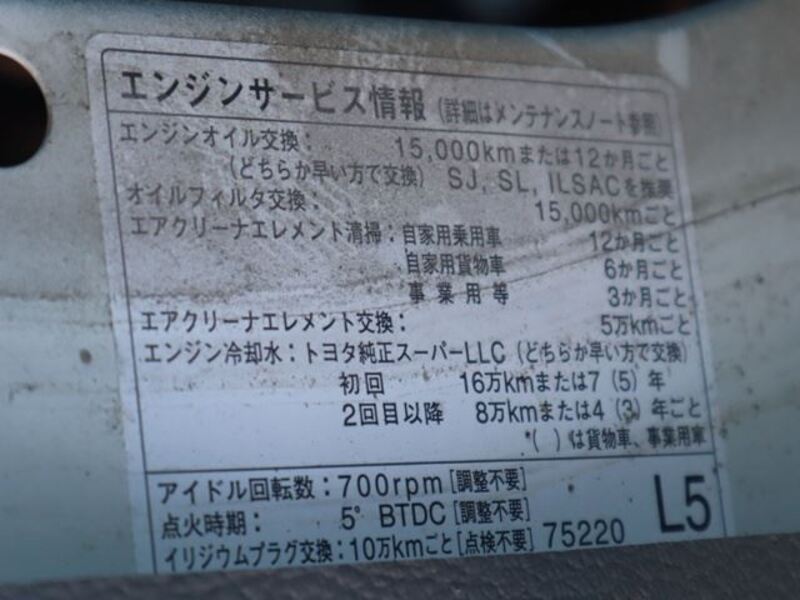 エンジンサービス情報 (詳細はメンテナンスノート参照)
エンジンオイル交換: 15,000kmまたは12か月ごと
(どちらか早い方で交換) SJ, SL, ILSACを推奨
オイルフィルタ交換: 15,000kmごと
エアクリーナエレメント清掃: 自家用乗用車 12か月ごと
自家用貨物車 6か月ごと
事業用等 3か月ごと
エアクリーナエレメント交換: 5万kmごと
エンジン冷却水: トヨタ純正スーパーLLC (どちらか早い方で交換)
初回 16万kmまたは7 (5) 年
2回目以降 8万kmまたは4 (3) 年ごと
*( ) は貨物車、事業用車
アイドル回転数: 700rpm [調整不要]
点火時期: 5° BTDC [調整不要]
イリジウムプラグ交換: 10万kmごと [点検不要] 75220 L5